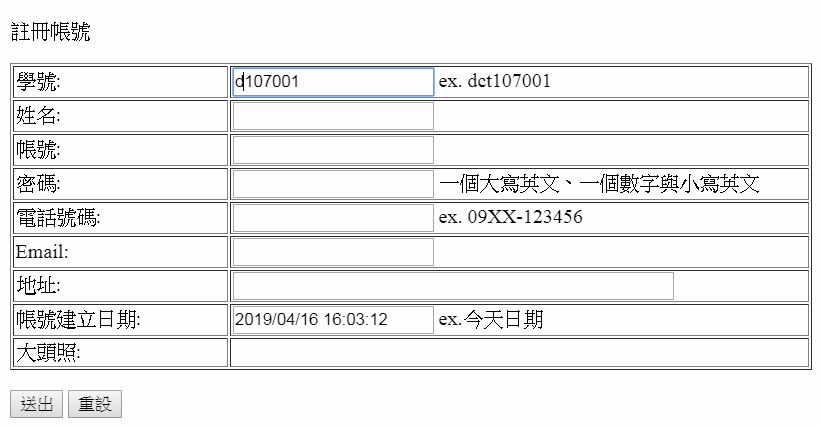 註冊帳號
學號: d107001 ex. dct107001
姓名:
帳號:
密碼: 一個大寫英文、一個數字與小寫英文
電話號碼: ex. 09XX-123456
Email:
地址:
帳號建立日期: 2019/04/16 16:03:12 ex.今天日期
大頭照:
送出 重設